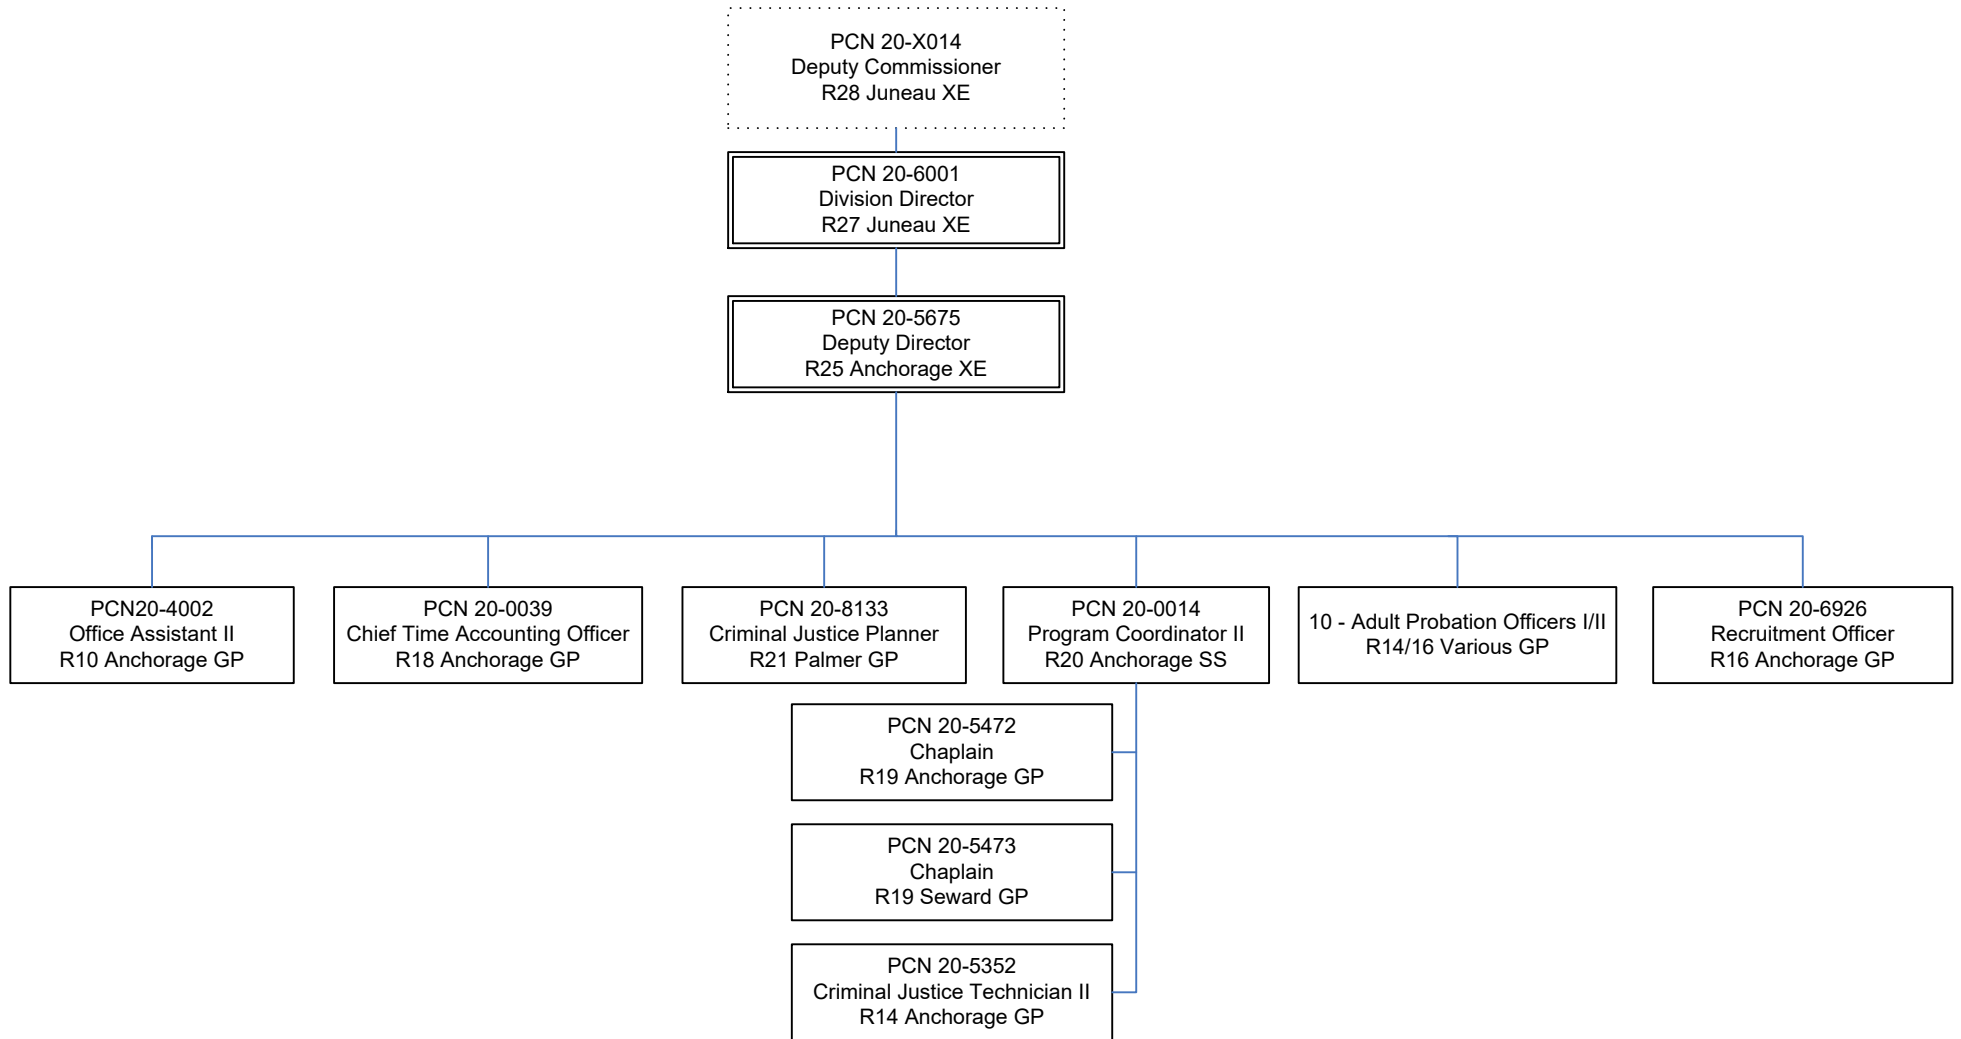 PCN 20-X014
Deputy Commissioner
R28 Juneau XE
PCN 20-6001
Division Director
R27 Juneau XE
PCN 20-5675
Deputy Director
R25 Anchorage XE
PCN20-4002
Office Assistant II
R10 Anchorage GP
PCN 20-0039
Chief Time Accounting Officer
R18 Anchorage GP
PCN 20-8133
Criminal Justice Planner
R21 Palmer GP
PCN 20-0014
Program Coordinator II
R20 Anchorage SS
10 - Adult Probation Officers I/II
R14/16 Various GP
PCN 20-6926
Recruitment Officer
R16 Anchorage GP
PCN 20-5472
Chaplain
R19 Anchorage GP
PCN 20-5473
Chaplain
R19 Seward GP
PCN 20-5352
Criminal Justice Technician II
R14 Anchorage GP